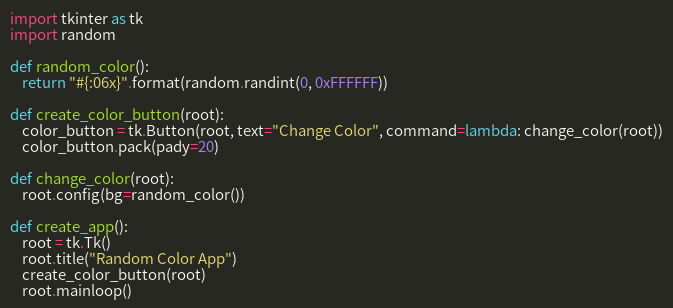 import tkinter as tk
import random

def random_color():
    return "#{:06x}".format(random.randint(0, 0xFFFFFF))

def create_color_button(root):
    color_button = tk.Button(root, text="Change Color", command=lambda: change_color(root))
    color_button.pack(pady=20)

def change_color(root):
    root.config(bg=random_color())

def create_app():
    root = tk.Tk()
    root.title("Random Color App")
    create_color_button(root)
    root.mainloop()